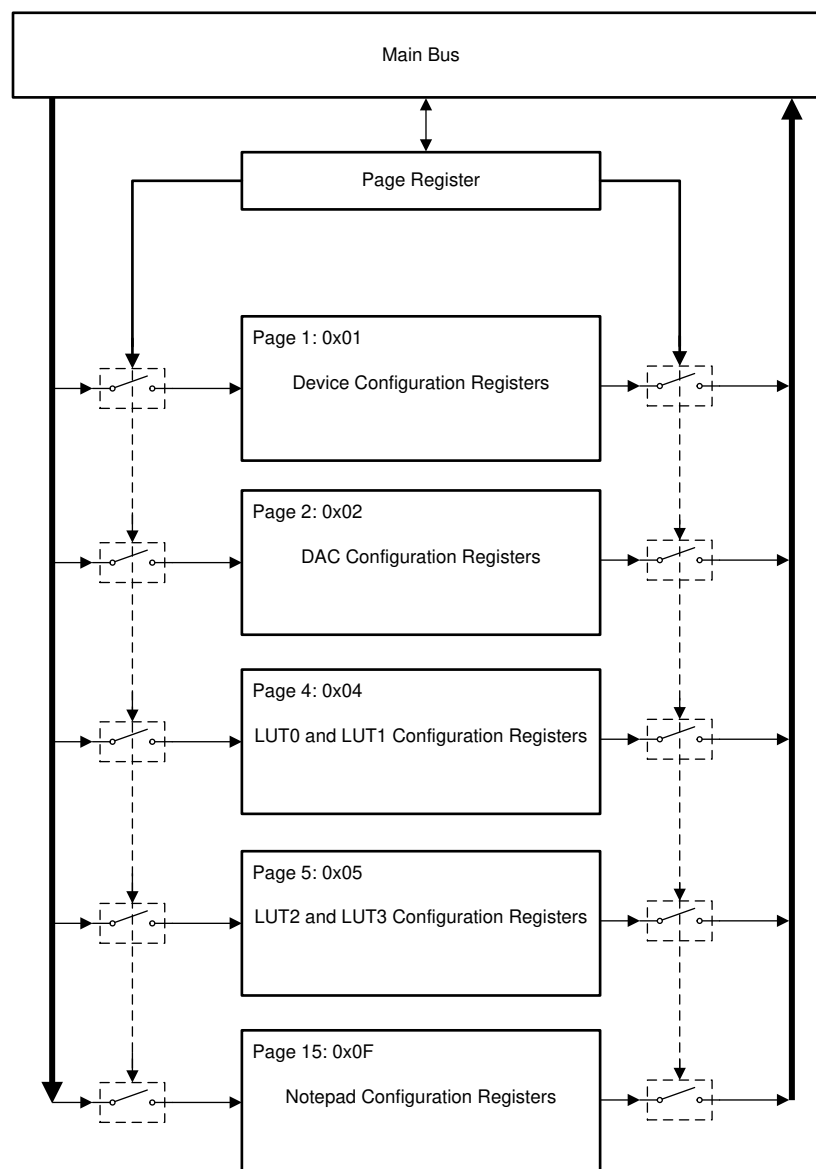 Main Bus
Page Register
Page 1: 0x01
Device Configuration Registers
Page 2: 0x02
DAC Configuration Registers
Page 4: 0x04
LUT0 and LUT1 Configuration Registers
Page 5: 0x05
LUT2 and LUT3 Configuration Registers
Page 15: 0x0F
Notepad Configuration Registers